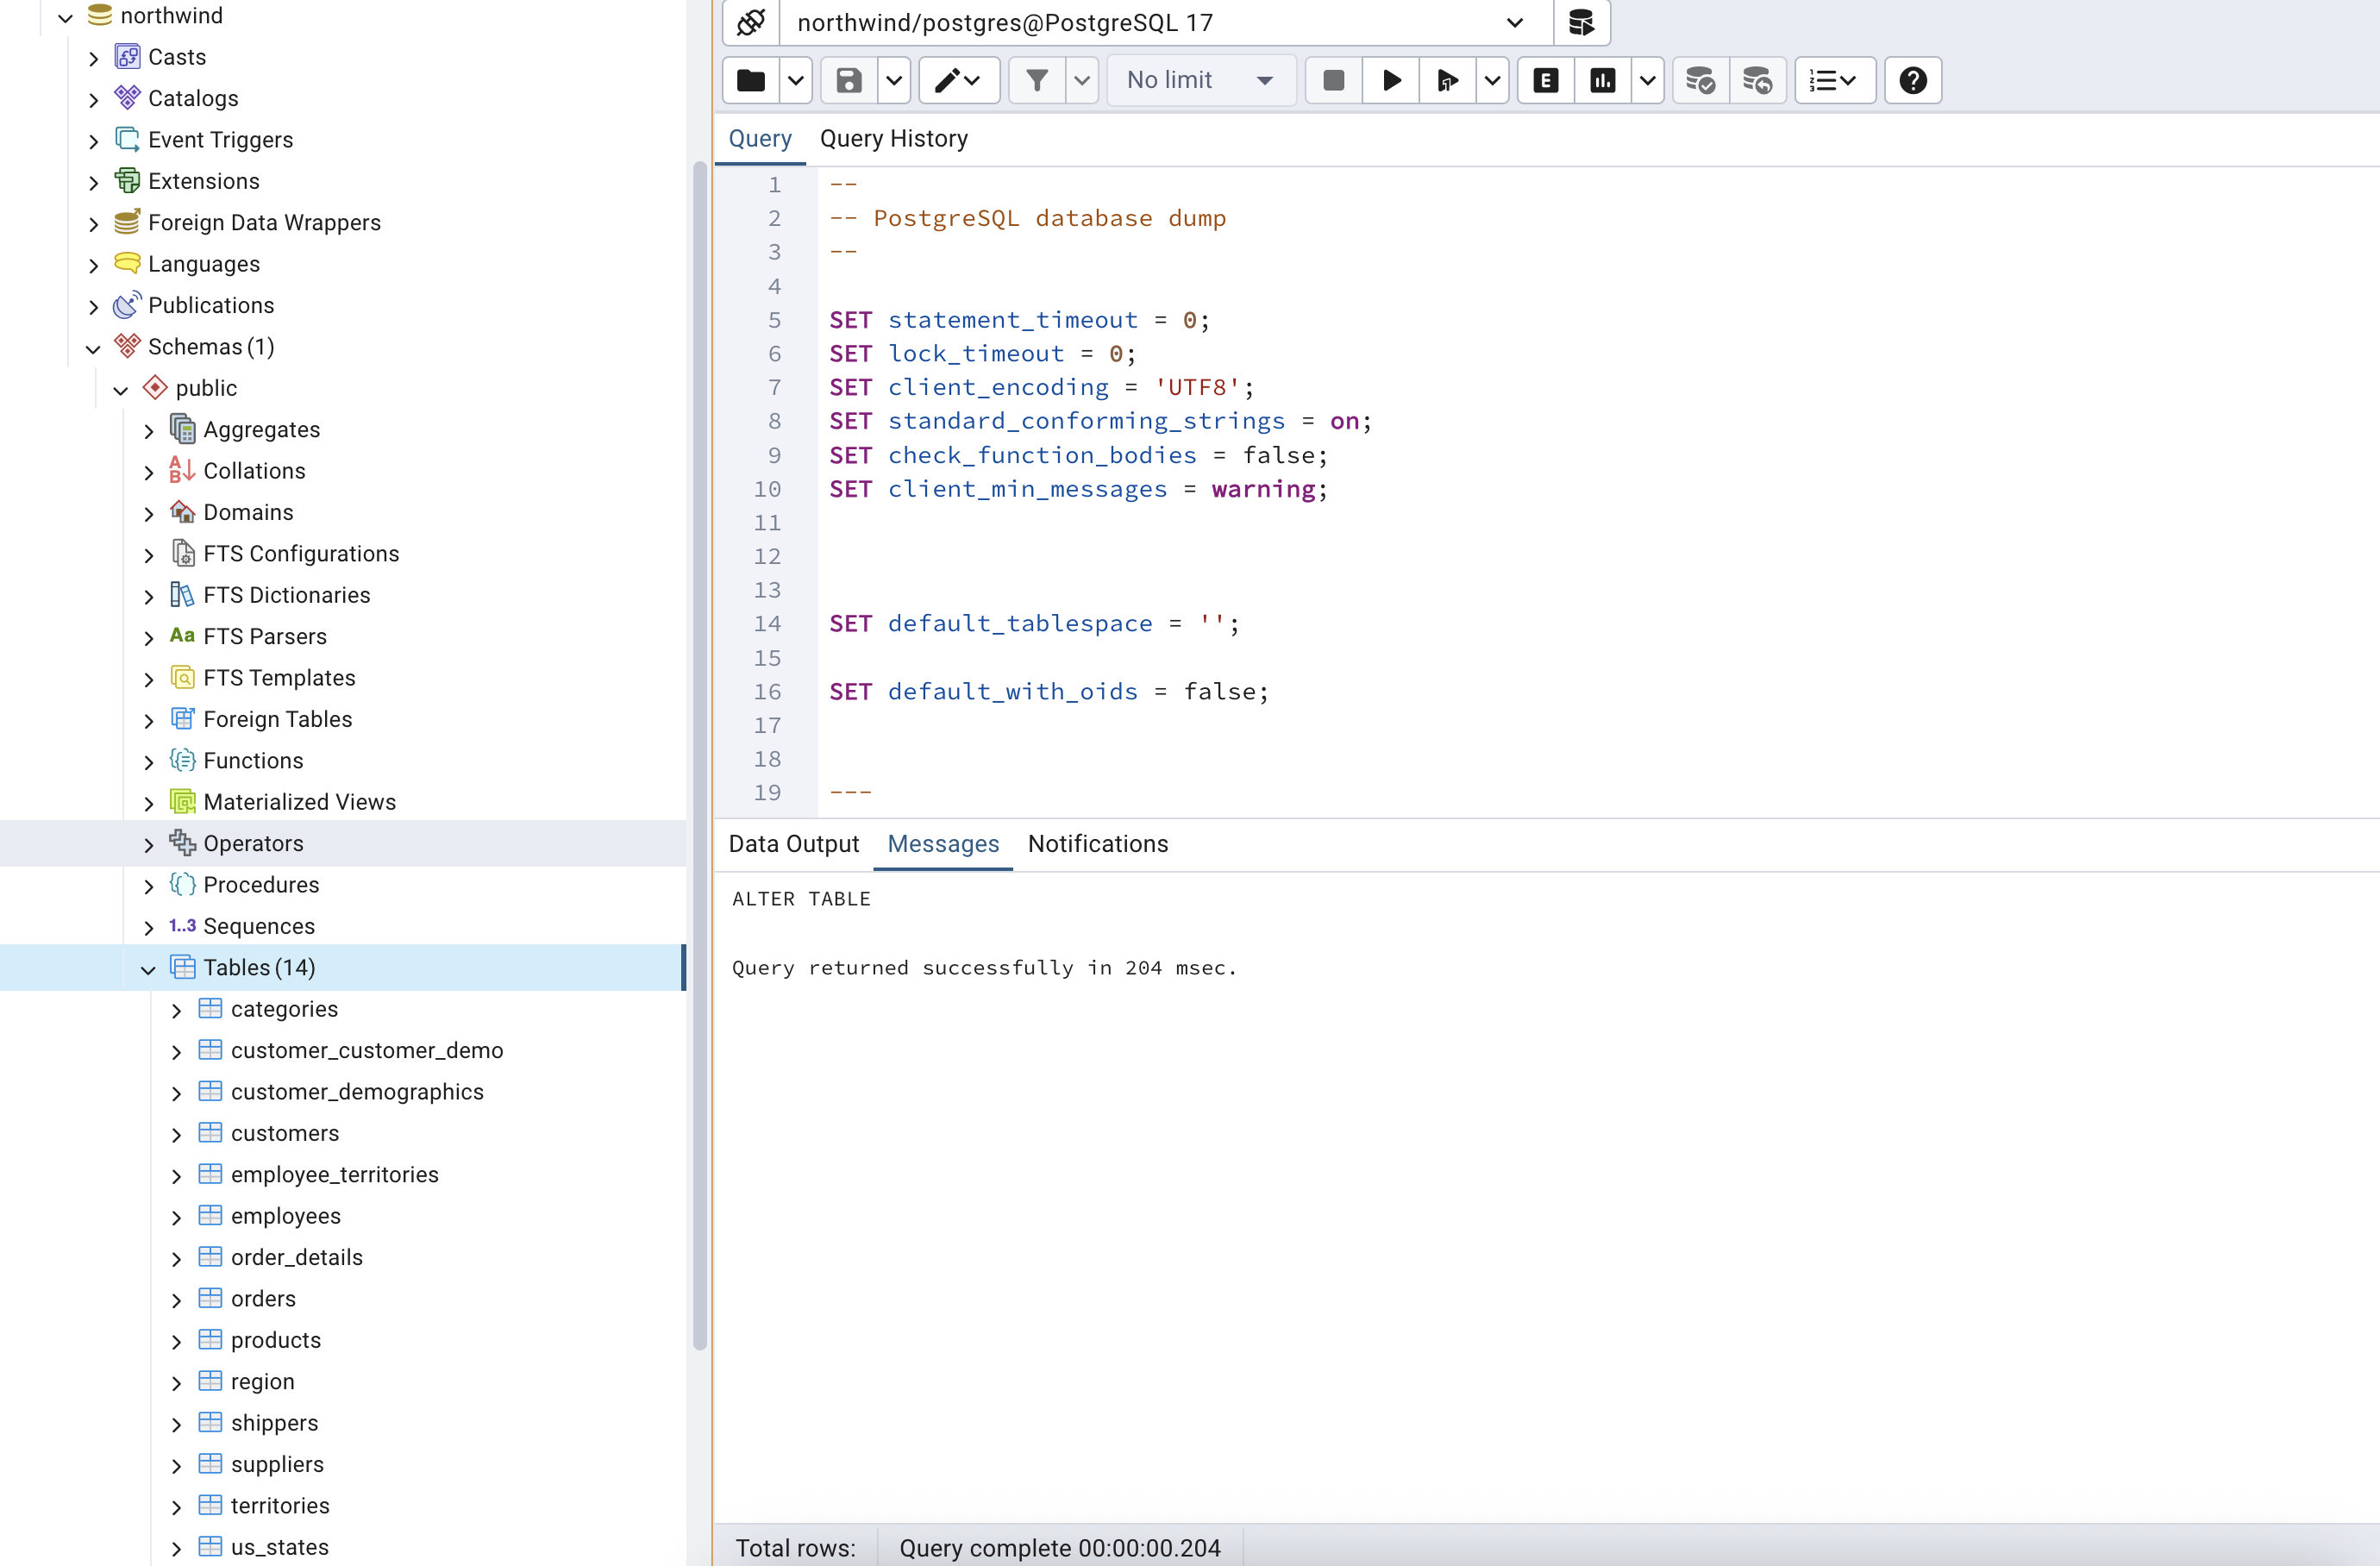 northwind
Casts
Catalogs
Event Triggers
Extensions
Foreign Data Wrappers
Languages
Publications
Schemas (1)
public
Aggregates
Collations
Domains
FTS Configurations
FTS Dictionaries
Aa FTS Parsers
FTS Templates
Foreign Tables
Functions
Materialized Views
Operators
Procedures
1..3 Sequences
Tables (14)
categories
customer_customer_demo
customer_demographics
customers
employee_territories
employees
order_details
orders
products
region
shippers
suppliers
territories
us_states
northwind/postgres@PostgreSQL 17
No limit
E
Query Query History
1 --
2 -- PostgreSQL database dump
3 --
4
5 SET statement_timeout = 0;
6 SET lock_timeout = 0;
7 SET client_encoding = 'UTF8';
8 SET standard_conforming_strings = on;
9 SET check_function_bodies = false;
10 SET client_min_messages = warning;
11
12
13
14 SET default_tablespace = '';
15
16 SET default_with_oids = false;
17
18
19 ---
Data Output Messages Notifications
ALTER TABLE
Query returned successfully in 204 msec.
Total rows: Query complete 00:00:00.204